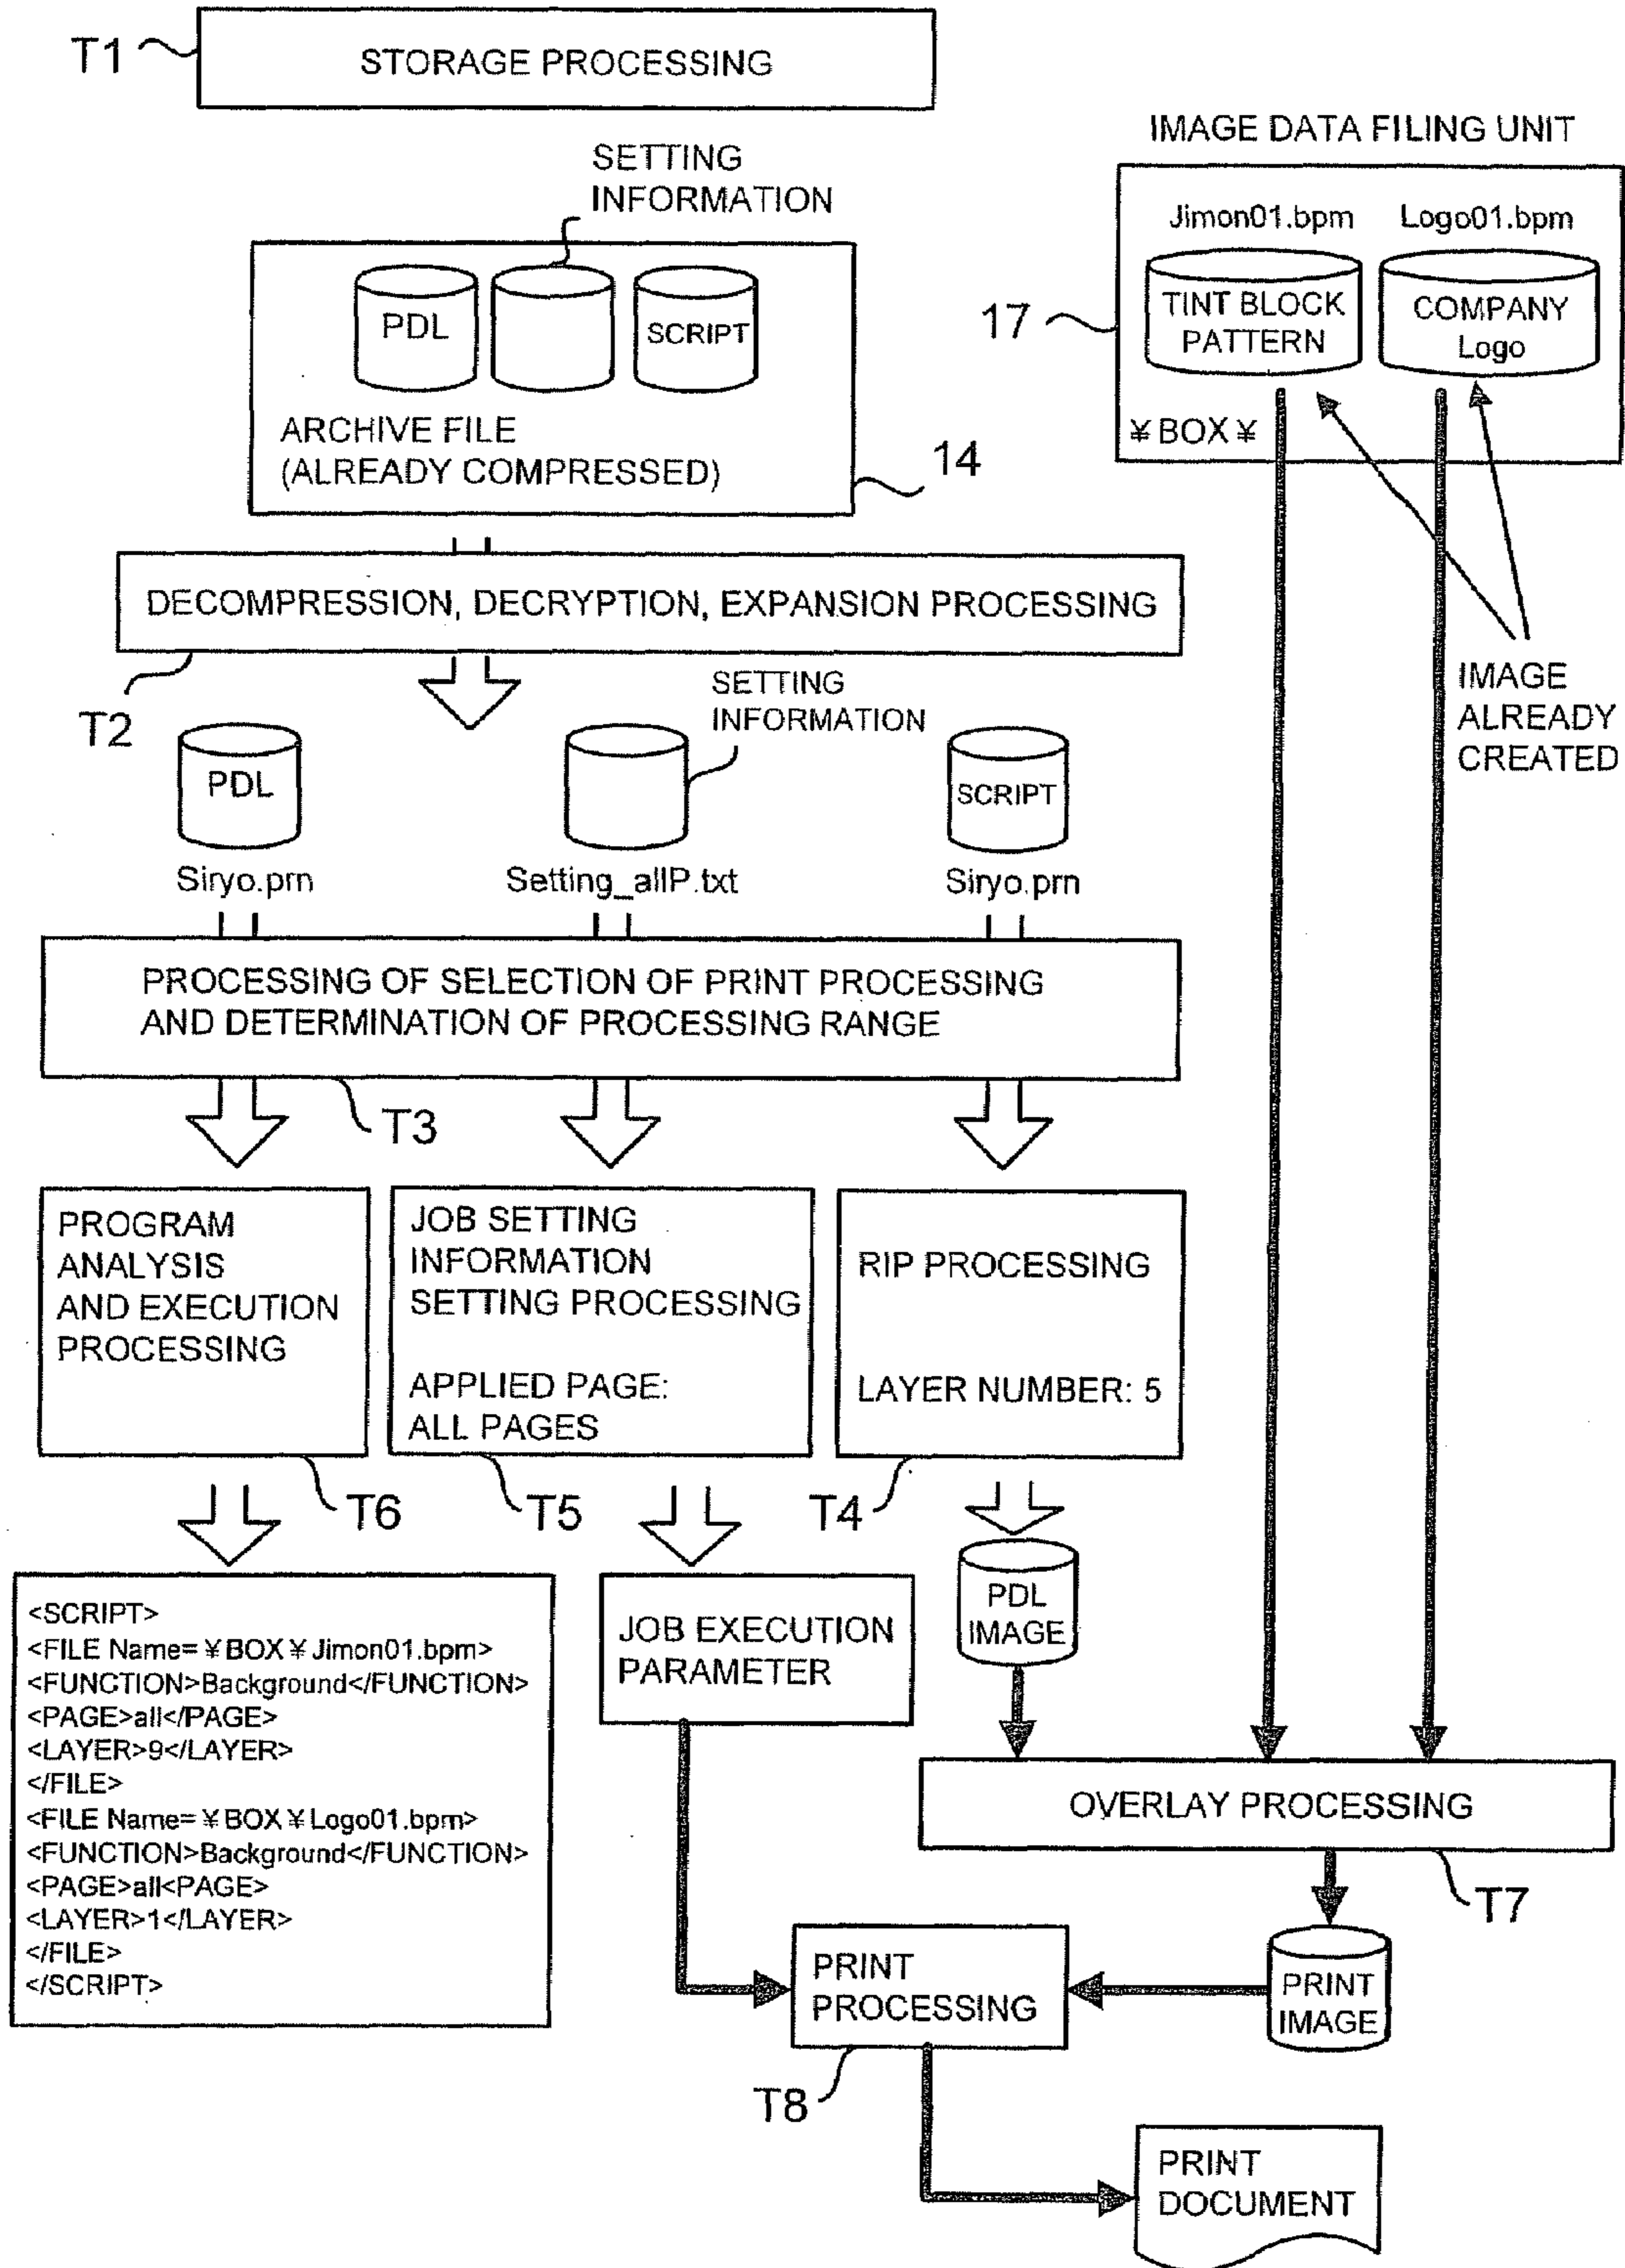 T1
STORAGE PROCESSING
SETTING
INFORMATION
PDL
SCRIPT
ARCHIVE FILE
(ALREADY COMPRESSED)
14
IMAGE DATA FILING UNIT
Jimon01.bpm
Logo01.bpm
TINT BLOCK
PATTERN
COMPANY
Logo
17
¥BOX¥
DECOMPRESSION, DECRYPTION, EXPANSION PROCESSING
T2
IMAGE
ALREADY
CREATED
SETTING
INFORMATION
PDL
SCRIPT
Siryo.prn
Setting_allP.txt
Siryo.prn
PROCESSING OF SELECTION OF PRINT PROCESSING
AND DETERMINATION OF PROCESSING RANGE
T3
PROGRAM
ANALYSIS
AND EXECUTION
PROCESSING
T6
JOB SETTING
INFORMATION
SETTING PROCESSING
APPLIED PAGE:
ALL PAGES
T5
RIP PROCESSING
LAYER NUMBER: 5
T4
<SCRIPT>
<FILE Name=¥BOX¥Jimon01.bpm>
<FUNCTION>Background</FUNCTION>
<PAGE>all</PAGE>
<LAYER>9</LAYER>
</FILE>
<FILE Name=¥BOX¥Logo01.bpm>
<FUNCTION>Background</FUNCTION>
<PAGE>all<PAGE>
<LAYER>1</LAYER>
</FILE>
</SCRIPT>
JOB EXECUTION
PARAMETER
PDL
IMAGE
OVERLAY PROCESSING
T7
PRINT
PROCESSING
T8
PRINT
IMAGE
PRINT
DOCUMENT